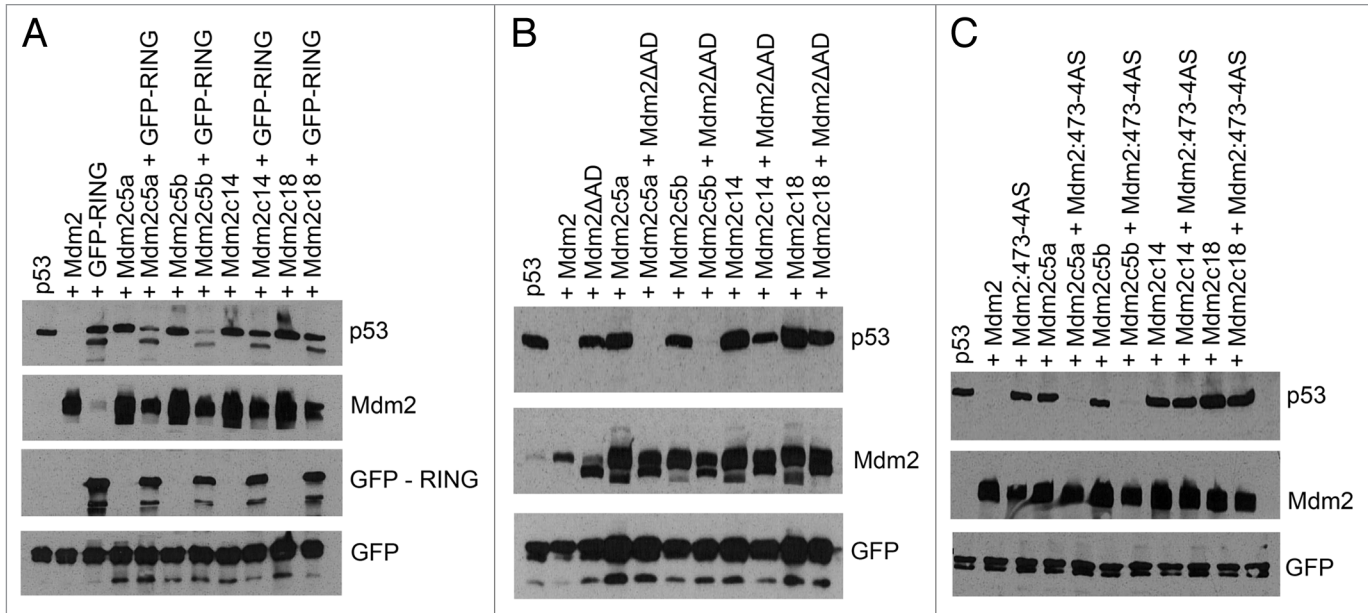 A
p53
+ Mdm2
+ GFP-RING
+ Mdm2c5a
+ Mdm2c5a + GFP-RING
+ Mdm2c5b
+ Mdm2c5b + GFP-RING
+ Mdm2c14
+ Mdm2c14 + GFP-RING
+ Mdm2c18
+ Mdm2c18 + GFP-RING
p53
Mdm2
GFP - RING
GFP
B
p53
+ Mdm2
+ Mdm2ΔAD
+ Mdm2c5a
+ Mdm2c5a + Mdm2ΔAD
+ Mdm2c5b
+ Mdm2c5b + Mdm2ΔAD
+ Mdm2c14
+ Mdm2c14 + Mdm2ΔAD
+ Mdm2c18
+ Mdm2c18 + Mdm2ΔAD
p53
Mdm2
GFP
C
p53
+ Mdm2
+ Mdm2:473-4AS
+ Mdm2c5a
+ Mdm2c5a + Mdm2:473-4AS
+ Mdm2c5b
+ Mdm2c5b + Mdm2:473-4AS
+ Mdm2c14
+ Mdm2c14 + Mdm2:473-4AS
+ Mdm2c18
+ Mdm2c18 + Mdm2:473-4AS
p53
Mdm2
GFP